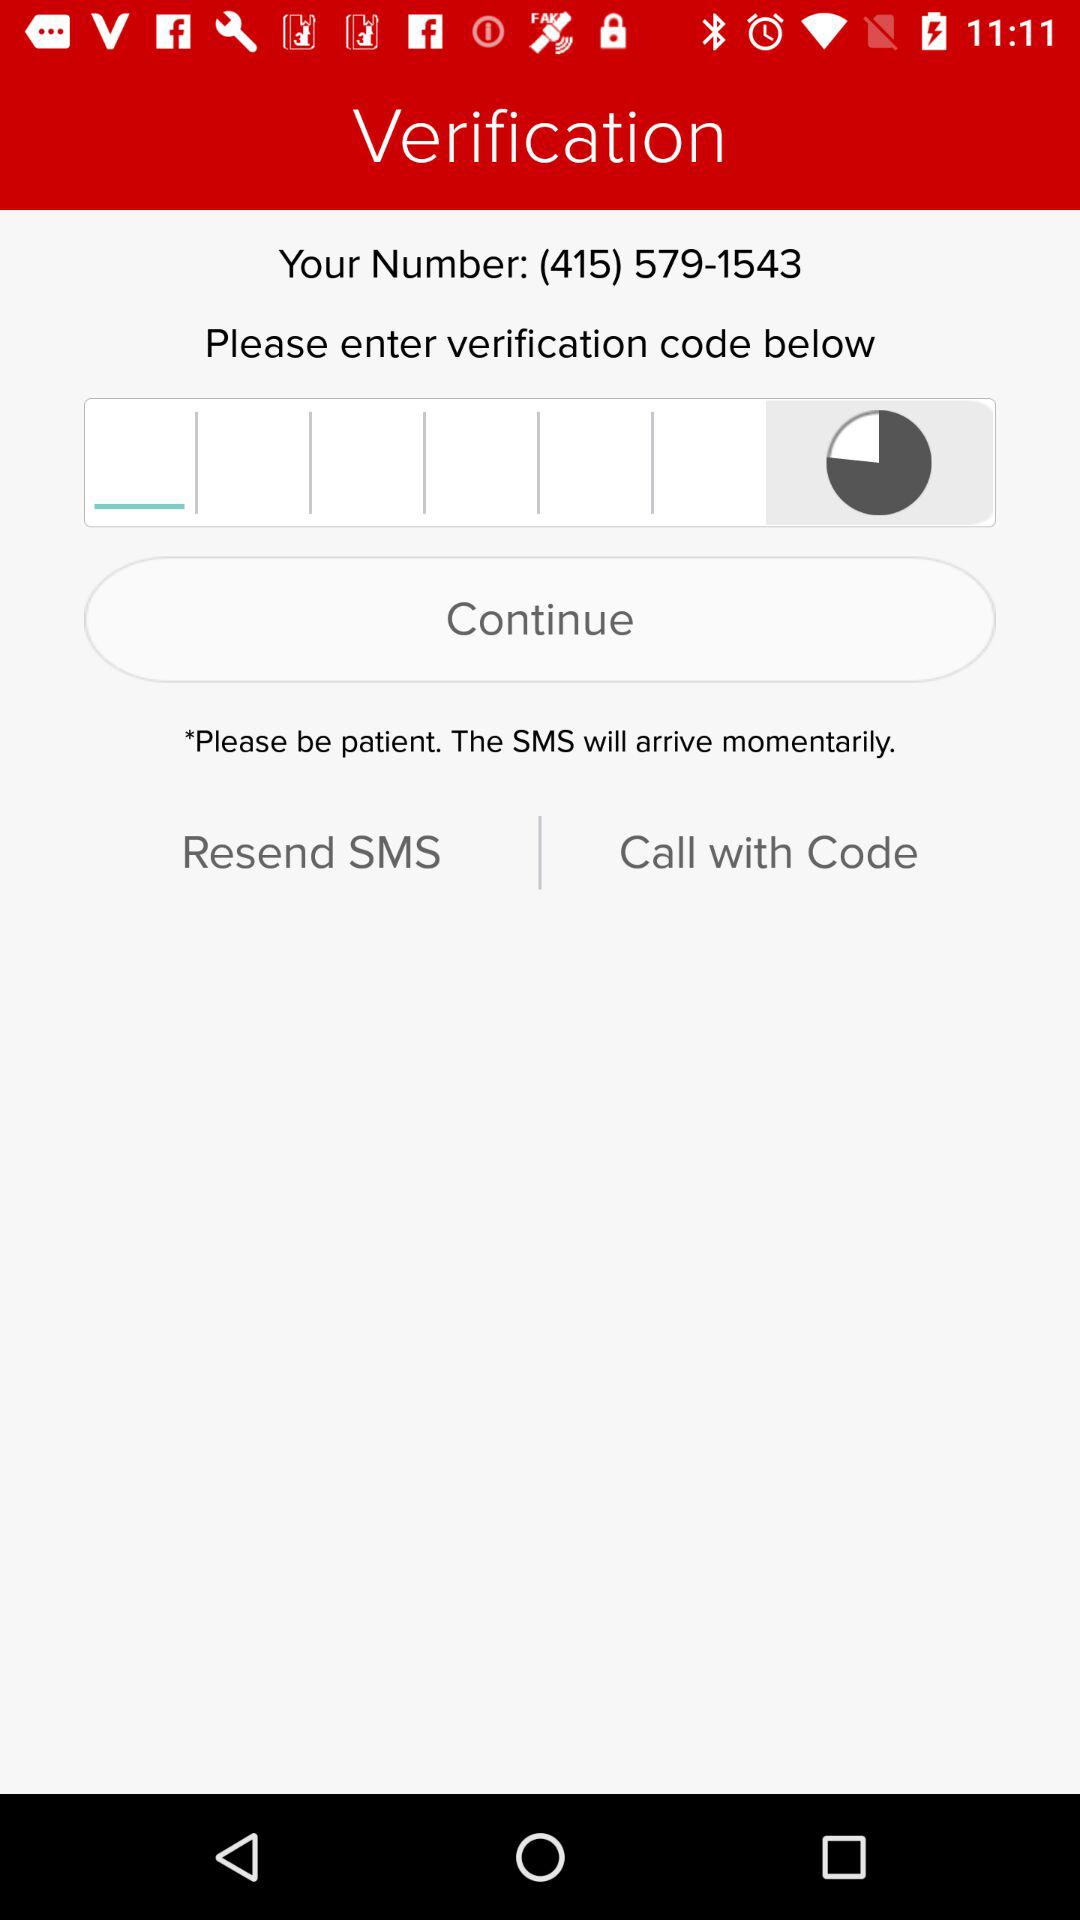 FAK 11:11
Verification
Your Number: (415) 579-1543
Please enter verification code below
Continue
*Please be patient. The SMS will arrive momentarily.
Resend SMS
Call with Code